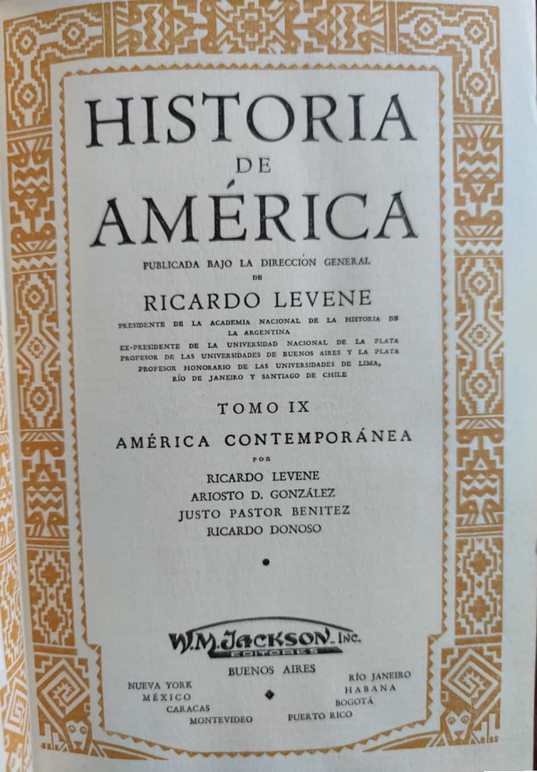 HISTORIA
DE
AMÉRICA
PUBLICADA BAJO LA DIRECCIÓN GENERAL
DE
RICARDO LEVENE
PRESIDENTE DE LA ACADEMIA NACIONAL DE LA HISTORIA DE
LA ARGENTINA
EX-PRESIDENTE DE LA UNIVERSIDAD NACIONAL DE LA PLATA
PROFESOR DE LAS UNIVERSIDADES DE BUENOS AIRES Y LA PLATA
PROFESOR HONORARIO DE LAS UNIVERSIDADES DE LIMA,
RÍO DE JANEIRO Y SANTIAGO DE CHILE
TOMO IX
AMÉRICA CONTEMPORÁNEA
POR
RICARDO LEVENE
ARIOSTO D. GONZÁLEZ
JUSTO PASTOR BENITEZ
RICARDO DONOSO
W.M. JACKSON, INC.
EDITORES
BUENOS AIRES
NUEVA YORK
MÉXICO
CARACAS
MONTEVIDEO
RÍO JANEIRO
HABANA
BOGOTÁ
PUERTO RICO